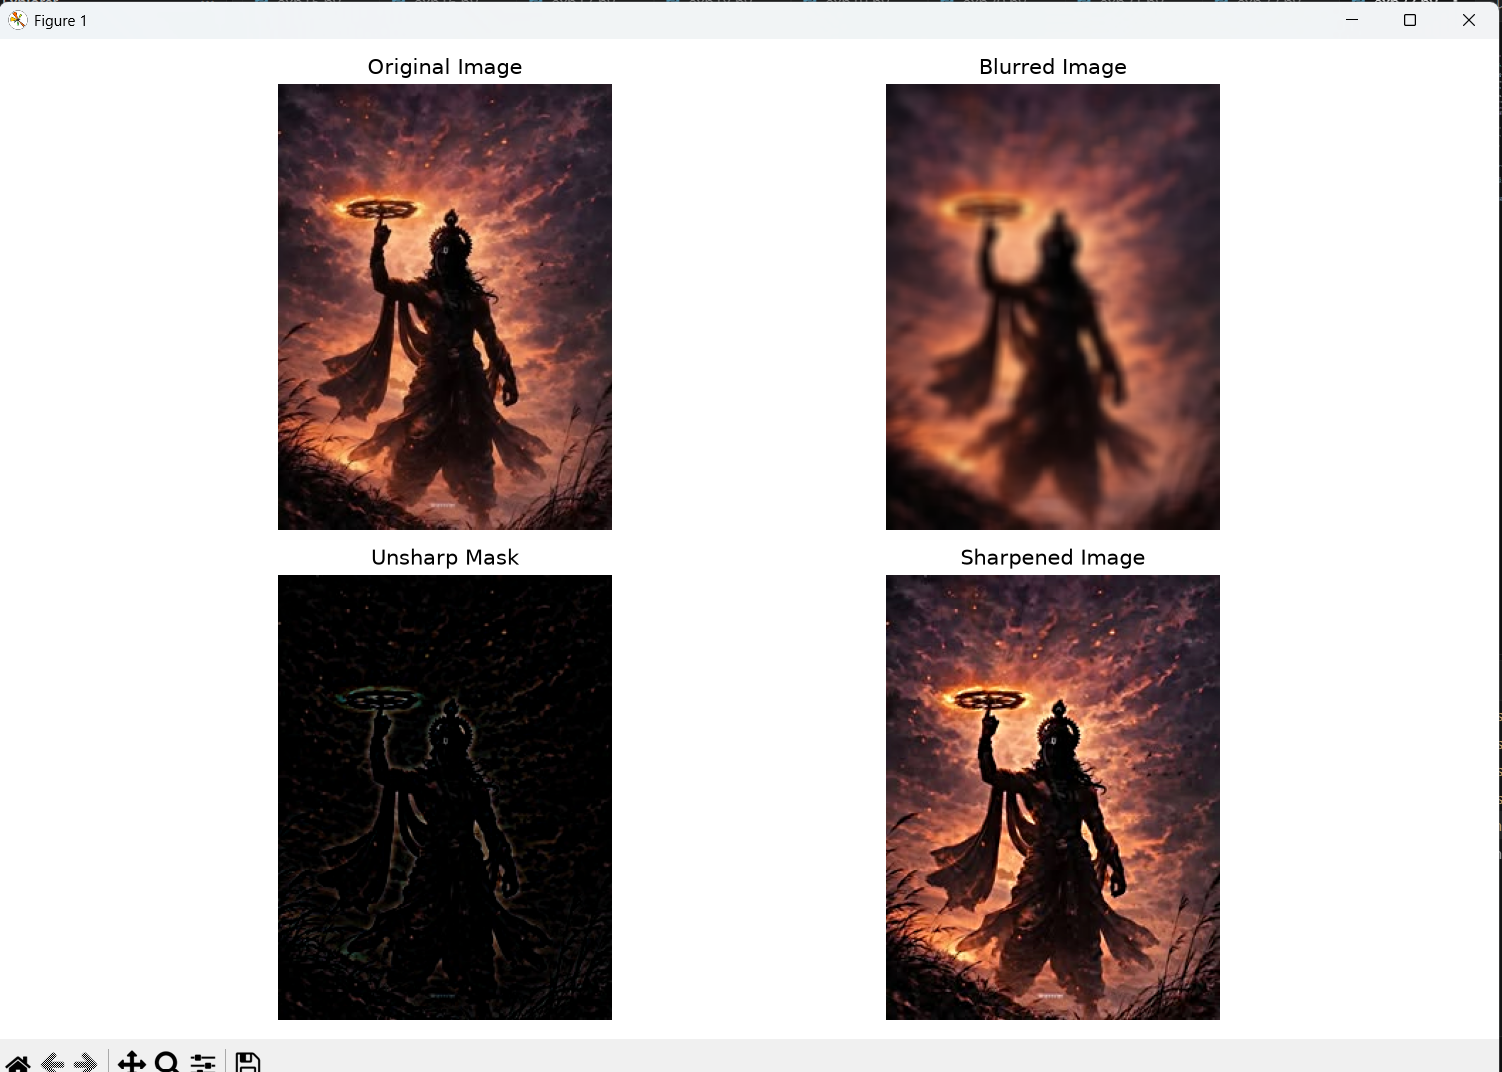 Figure 1
Original Image
Blurred Image
Unsharp Mask
Sharpened Image